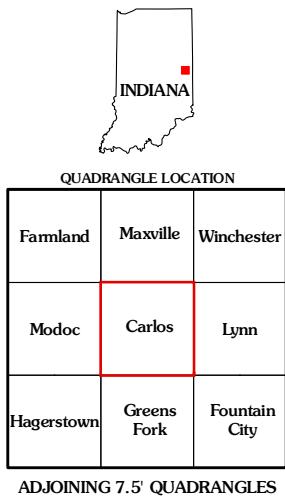 INDIANA
QUADRANGLE LOCATION
Farmland Maxville Winchester
Modoc Carlos Lynn
Hagerstown Greens Fork Fountain City
ADJOINING 7.5' QUADRANGLES